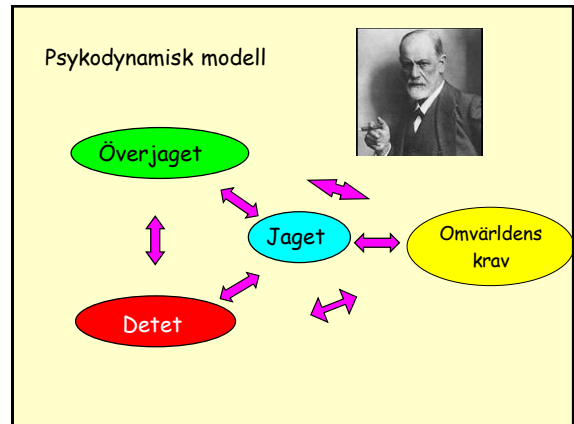 Psykodynamisk modell
Överjaget
Jaget
Omvärldens
krav
Detet